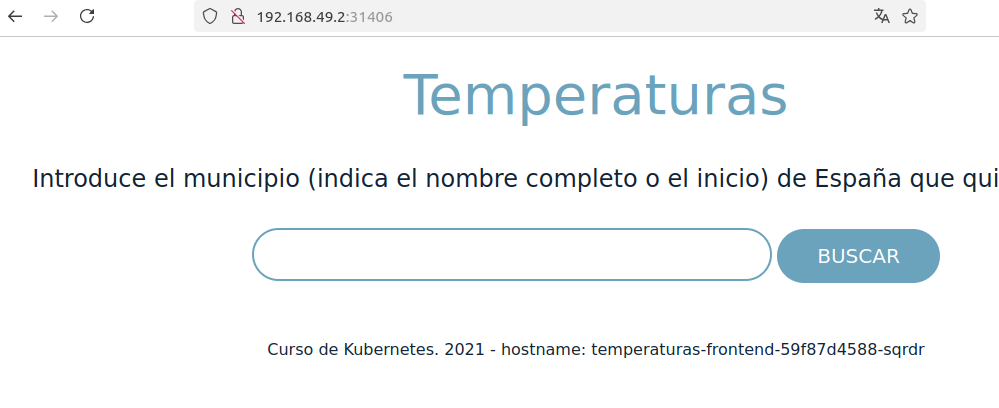 192.168.49.2:31406
Temperaturas
Introduce el municipio (indica el nombre completo o el inicio) de España que qui
BUSCAR
Curso de Kubernetes. 2021 - hostname: temperaturas-frontend-59f87d4588-sqrdr